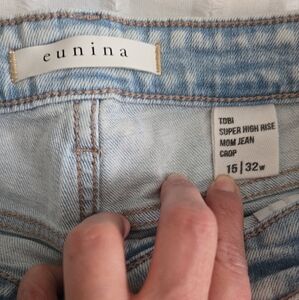 eunina
TOBI
SUPER HIGH RISE
MOM JEAN
CROP
15|32w